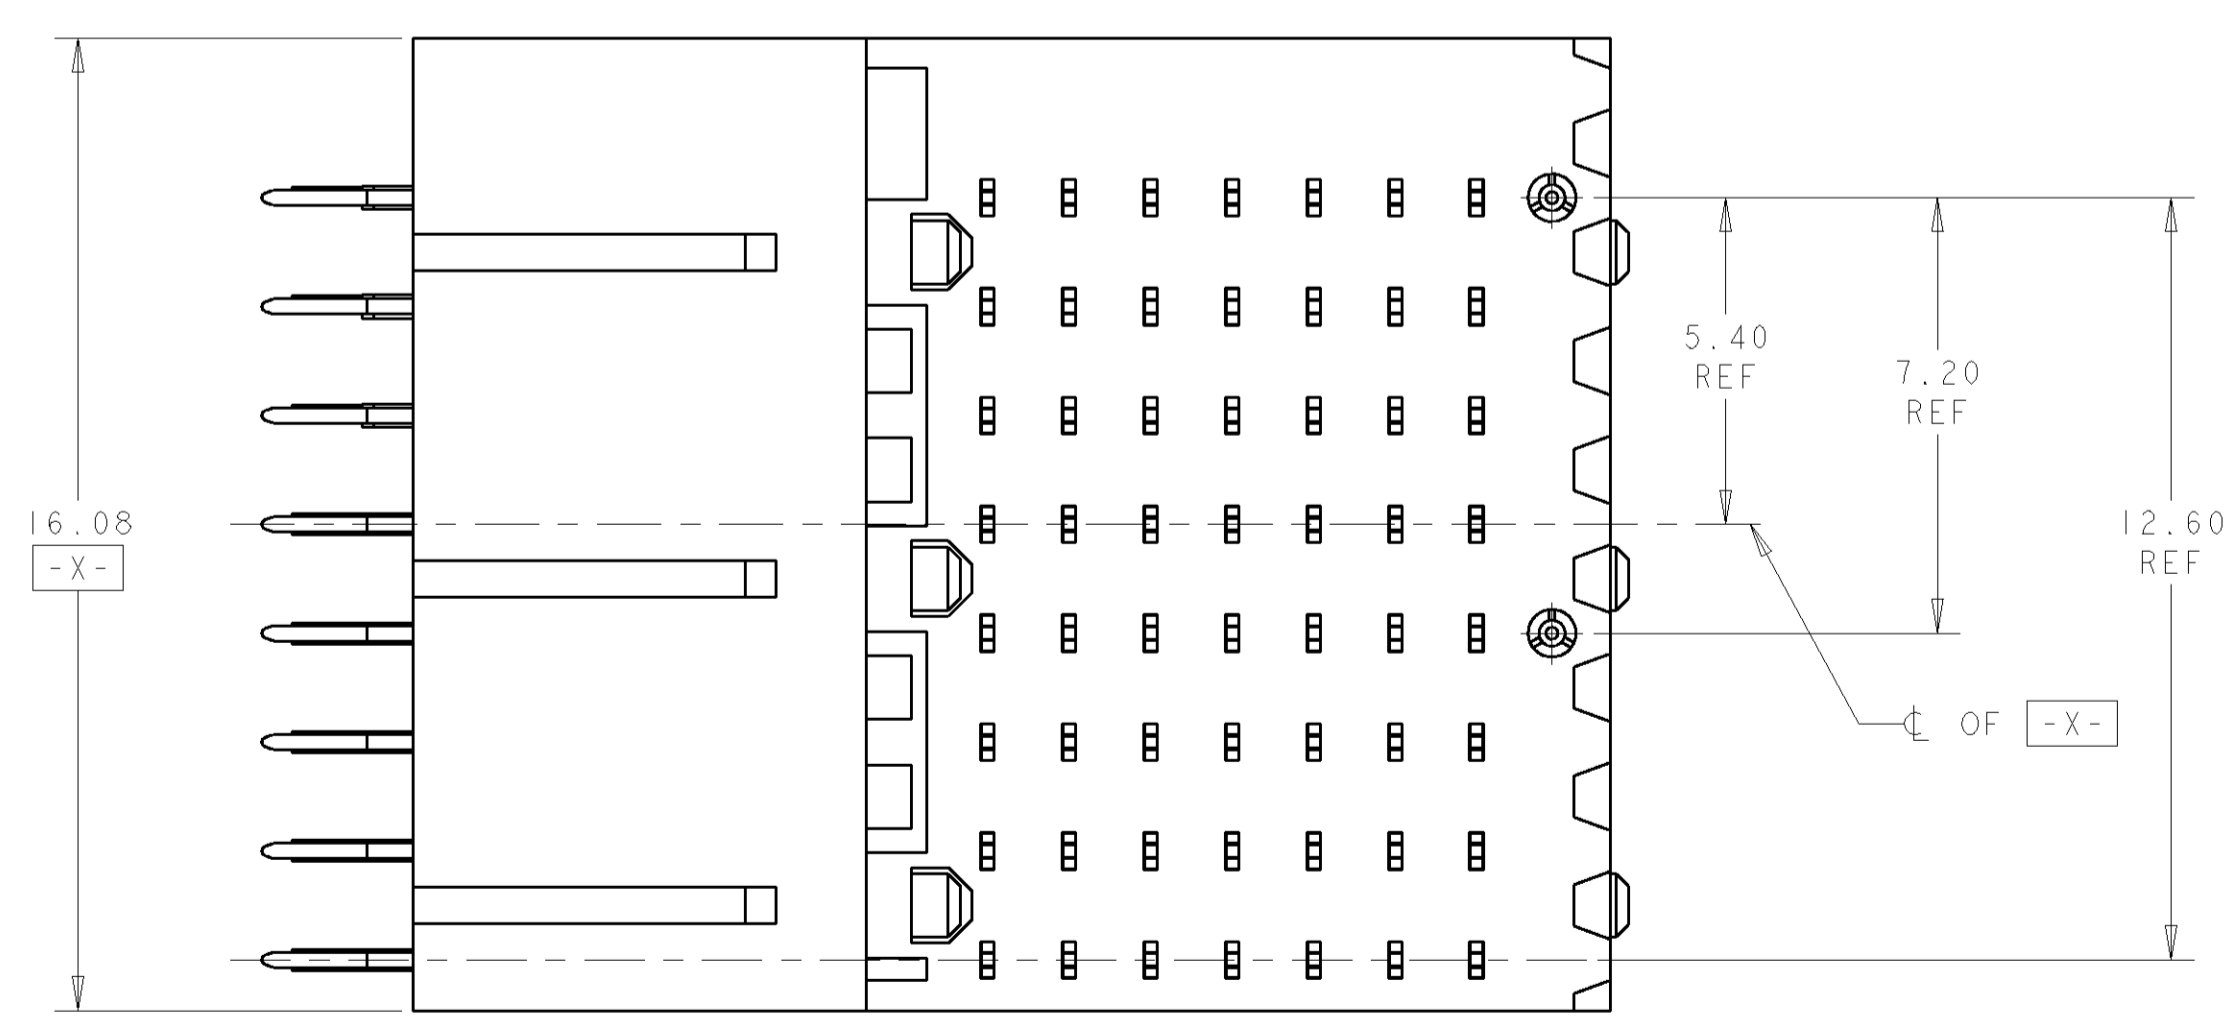 16.08
-X-
5.40
REF
7.20
REF
12.60
REF
℄ OF -X-